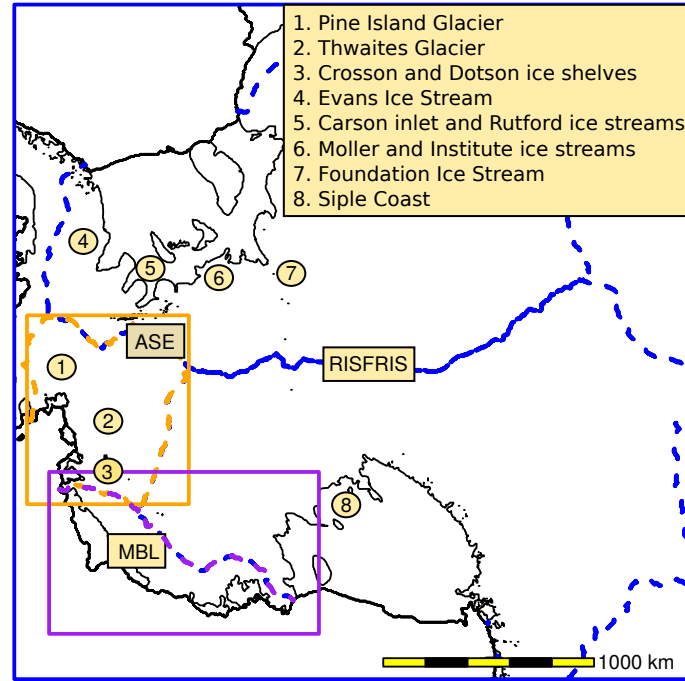 1. Pine Island Glacier
2. Thwaites Glacier
3. Crosson and Dotson ice shelves
4. Evans Ice Stream
5. Carson inlet and Rutford ice streams
6. Moller and Institute ice streams
7. Foundation Ice Stream
8. Siple Coast
4
5
6
7
ASE
1
RISFRIS
2
3
8
MBL
1000 km